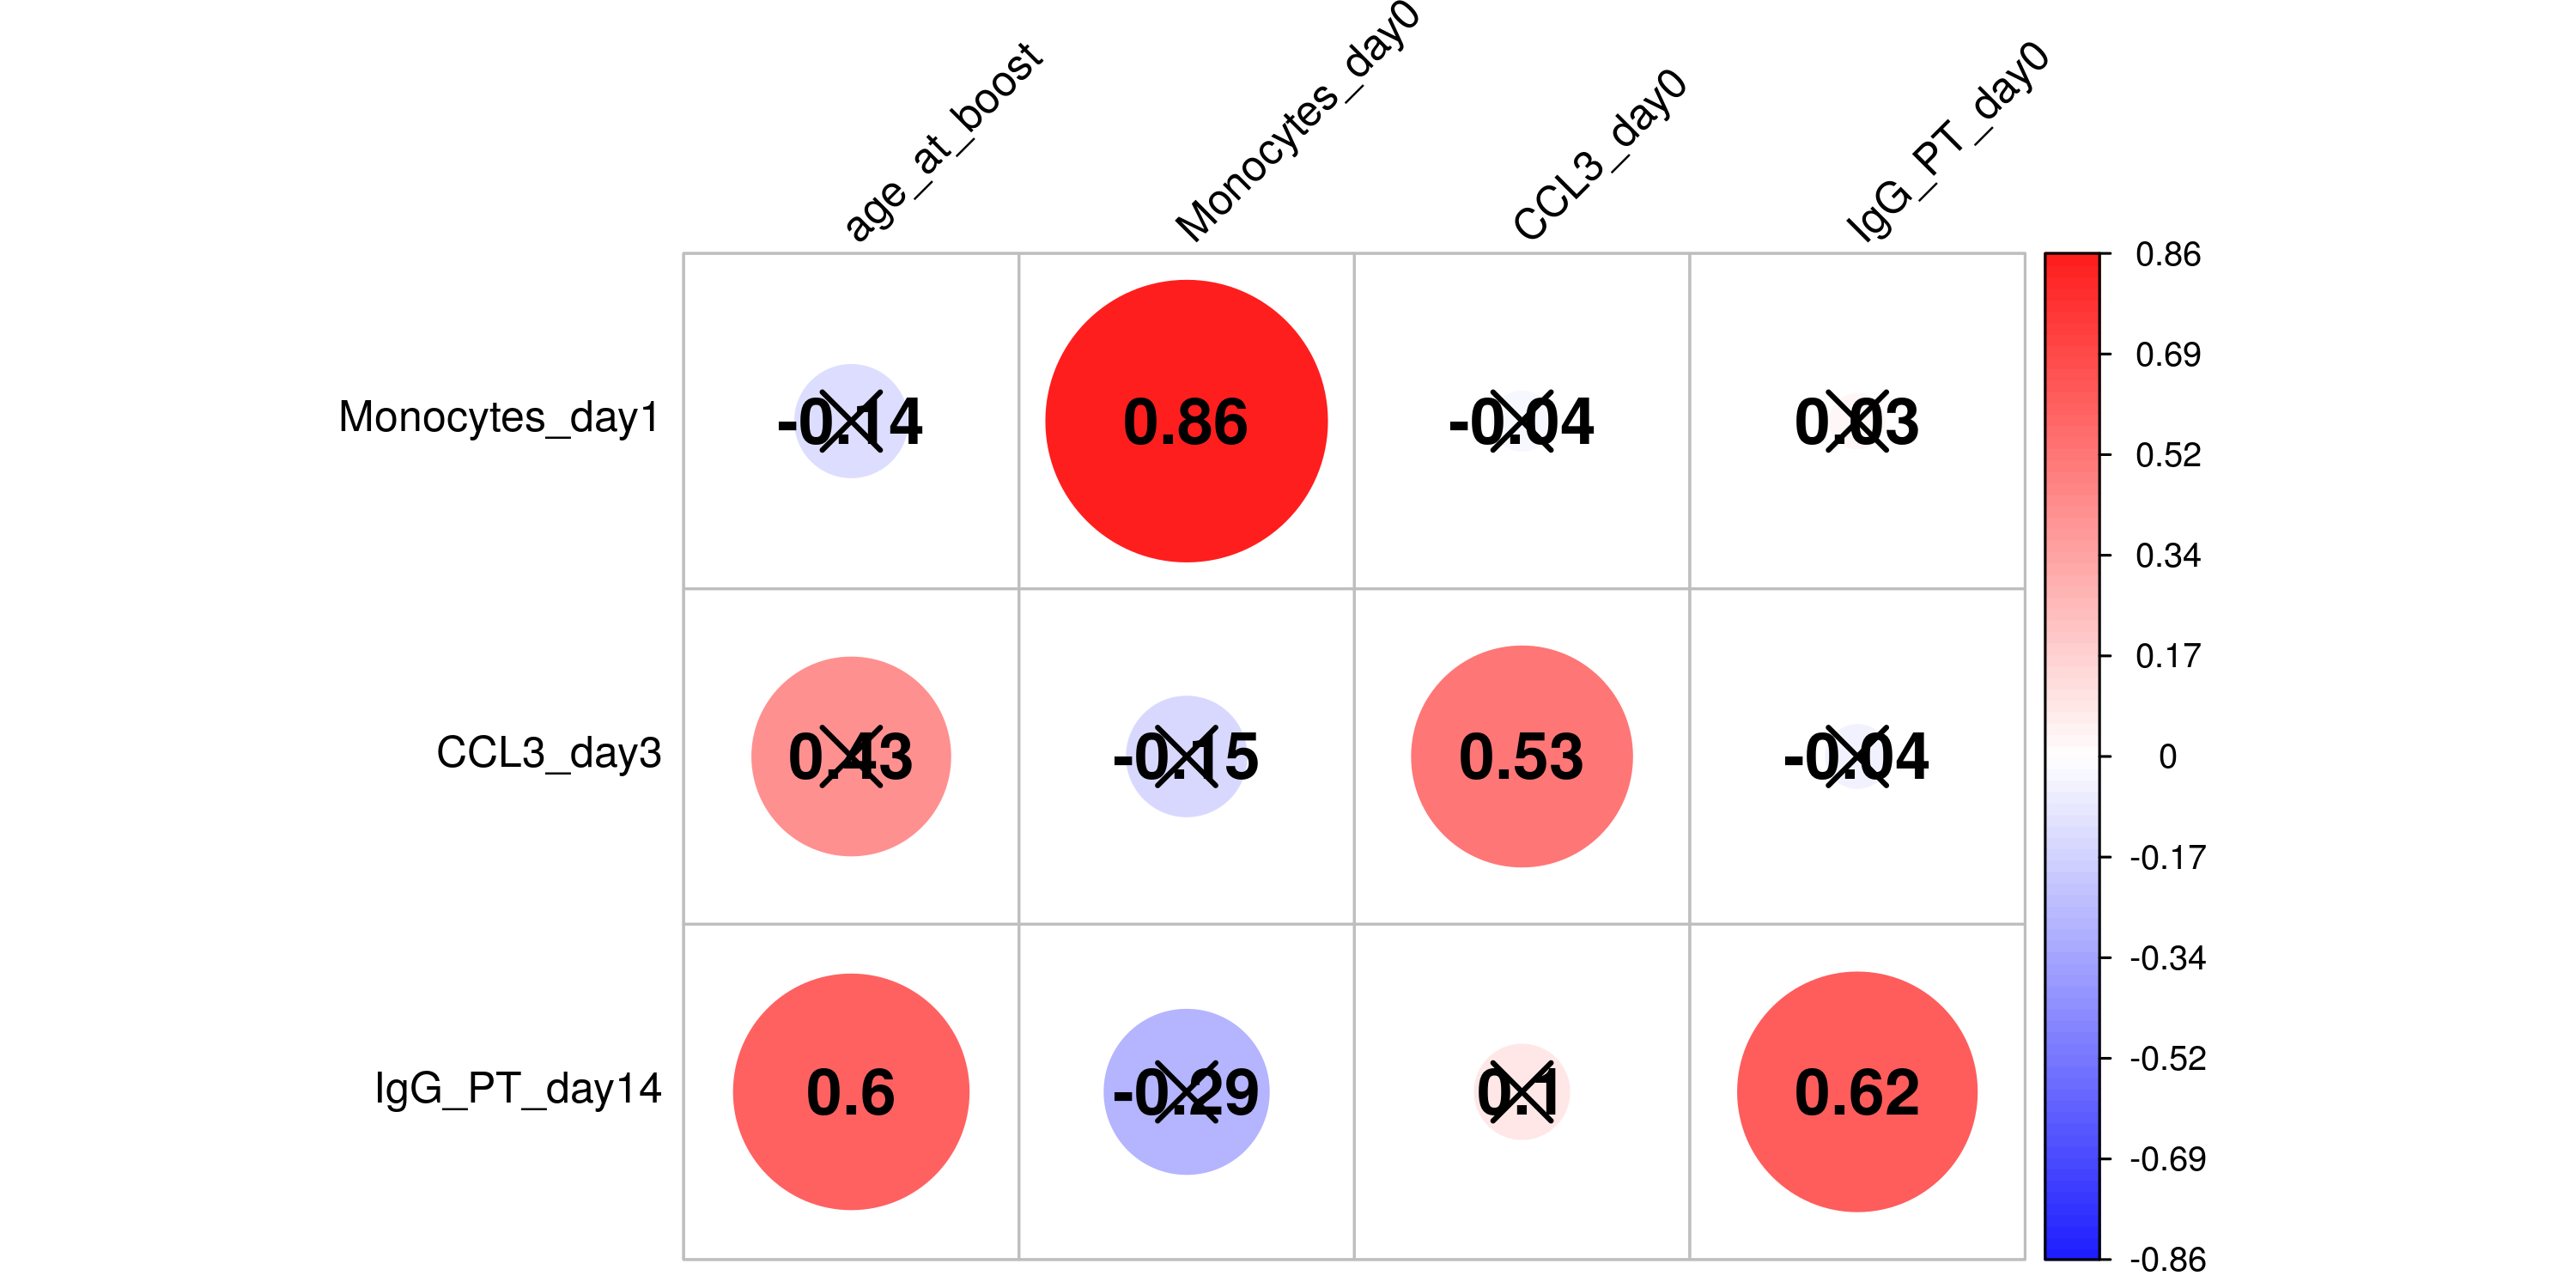 age_at_boost
Monocytes_day0
CCL3_day0
IgG_PT_day0
Monocytes_day1 -0.14 0.86 -0.04 0.03
CCL3_day3 0.43 -0.15 0.53 -0.04
IgG_PT_day14 0.6 -0.29 0.1 0.62
0.86
0.69
0.52
0.34
0.17
0
-0.17
-0.34
-0.52
-0.69
-0.86